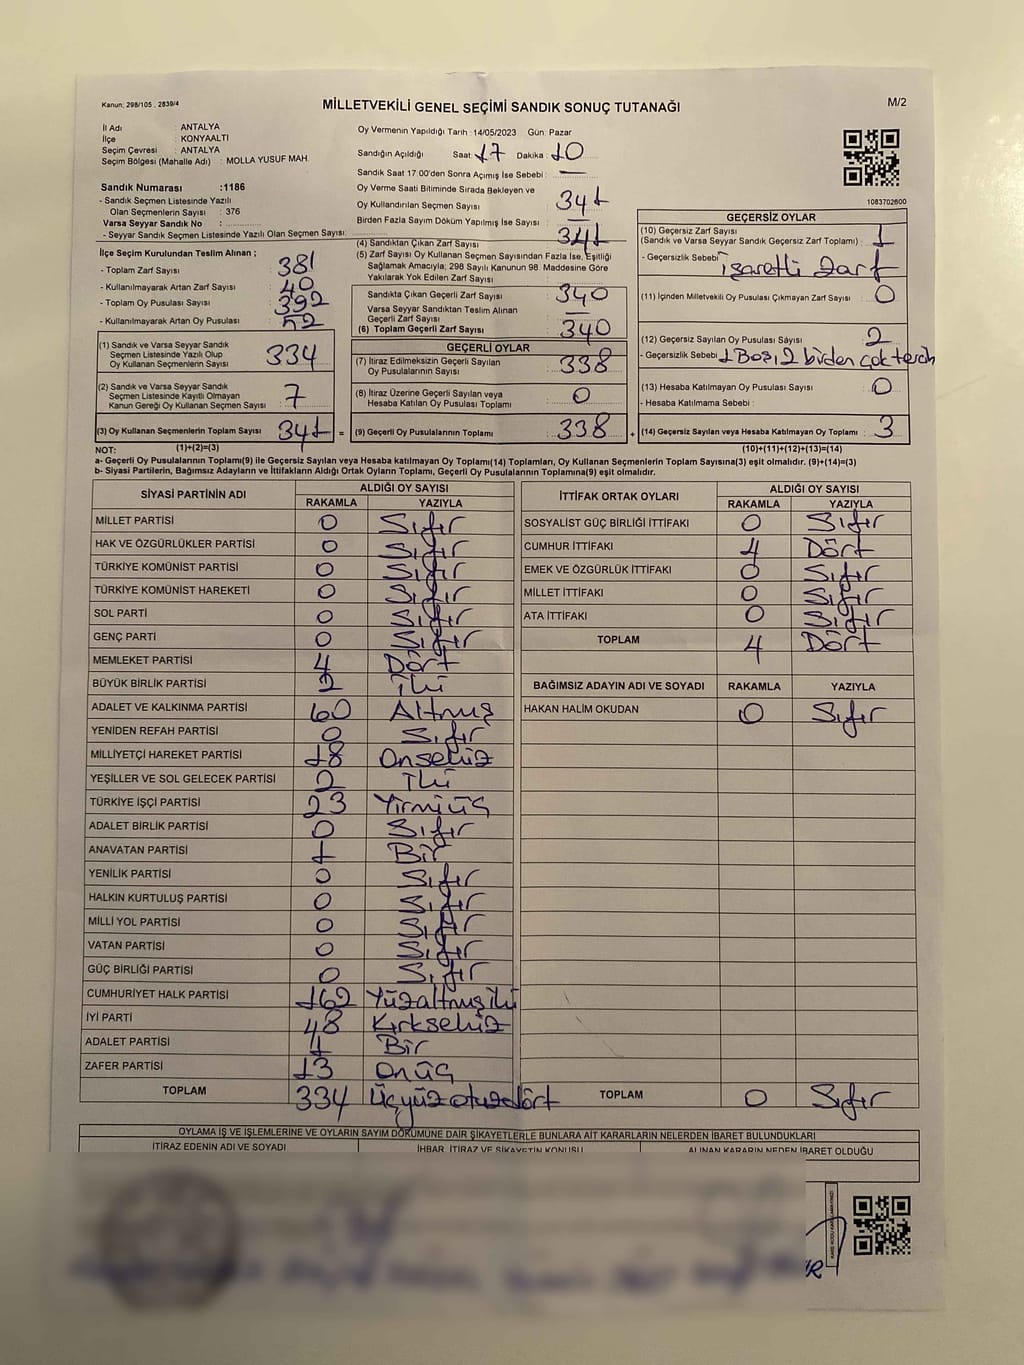 Kanun: 298/105 , 2839/4
MİLLETVEKİLİ GENEL SEÇİMİ SANDIK SONUÇ TUTANAĞI
M/2
İl Adı : ANTALYA
İlçe : KONYAALTI
Seçim Çevresi : ANTALYA
Seçim Bölgesi (Mahalle Adı) : MOLLA YUSUF MAH.
Sandık Numarası :1186
- Sandık Seçmen Listesinde Yazılı
Olan Seçmenlerin Sayısı : 376
Varsa Seyyar Sandık No :
- Seyyar Sandık Seçmen Listesinde Yazılı Olan Seçmen Sayısı:
Oy Vermenin Yapıldığı Tarih : 14/05/2023 Gün: Pazar
Sandığın Açıldığı Saat: 17 Dakika : 10
Sandık Saat 17.00'den Sonra Açımış İse Sebebi : —
Oy Verme Saati Bitiminde Sırada Bekleyen ve
Oy Kullandırılan Seçmen Sayısı : 341
Birden Fazla Sayım Döküm Yapılmış İse Sayısı : —
1083702600
İlçe Seçim Kurulundan Teslim Alınan ;
- Toplam Zarf Sayısı : 381
- Kullanılmayarak Artan Zarf Sayısı : 40
- Toplam Oy Pusulası Sayısı : 392
- Kullanılmayarak Artan Oy Pusulası : 52
(1) Sandık ve Varsa Seyyar Sandık
Seçmen Listesinde Yazılı Olup
Oy Kullanan Seçmenlerin Sayısı : 334
(2) Sandık ve Varsa Seyyar Sandık
Seçmen Listesinde Kayıtlı Olmayan
Kanun Gereği Oy Kullanan Seçmen Sayısı : 7
(3) Oy Kullanan Seçmenlerin Toplam Sayısı : 341 =
(4) Sandıktan Çıkan Zarf Sayısı : 341
(5) Zarf Sayısı Oy Kullanan Seçmen Sayısından Fazla İse, Eşitliği
Sağlamak Amacıyla; 298 Sayılı Kanunun 98. Maddesine Göre
Yakılarak Yok Edilen Zarf Sayısı :
Sandıkta Çıkan Geçerli Zarf Sayısı : 340
Varsa Seyyar Sandıktan Teslim Alınan
Geçerli Zarf Sayısı : —
(6) Toplam Geçerli Zarf Sayısı : 340
GEÇERLİ OYLAR
(7) İtiraz Edilmeksizin Geçerli Sayılan
Oy Pusulalarının Sayısı : 338
(8) İtiraz Üzerine Geçerli Sayılan veya
Hesaba Katılan Oy Pusulası Toplamı : 0
(9) Geçerli Oy Pusulalarının Toplamı : 338 +
GEÇERSİZ OYLAR
(10) Geçersiz Zarf Sayısı
(Sandık ve Varsa Seyyar Sandık Geçersiz Zarf Toplamı) : 1
- Geçersizlik Sebebi : işaretli Zarf
(11) İçinden Milletvekili Oy Pusulası Çıkmayan Zarf Sayısı : 0
(12) Geçersiz Sayılan Oy Pusulası Sayısı : 2
- Geçersizlik Sebebi : 1 Boş, 2 birden çok tercih
(13) Hesaba Katılmayan Oy Pusulası Sayısı : 0
- Hesaba Katılmama Sebebi :
(14) Geçersiz Sayılan veya Hesaba Katılmayan Oy Toplamı : 3
NOT: (1)+(2)=(3) (10)+(11)+(12)+(13)=(14)
a- Geçerli Oy Pusulalarının Toplamı(9) ile Geçersiz Sayılan veya Hesaba Katılmayan Oy Toplamı(14) Toplamları, Oy Kullanan Seçmenlerin Toplam Sayısına(3) eşit olmalıdır. (9)+(14)=(3)
b- Siyasi Partilerin, Bağımsız Adayların ve İttifakların Aldığı Ortak Oyların Toplamı, Geçerli Oy Pusulalarının Toplamına(9) eşit olmalıdır.
SİYASİ PARTİNİN ADI ALDIĞI OY SAYISI
RAKAMLA YAZIYLA
MİLLET PARTİSİ 0 Sıfır
HAK VE ÖZGÜRLÜKLER PARTİSİ 0 Sıfır
TÜRKİYE KOMÜNİST PARTİSİ 0 Sıfır
TÜRKİYE KOMÜNİST HAREKETİ 0 Sıfır
SOL PARTİ 0 Sıfır
GENÇ PARTİ 0 Sıfır
MEMLEKET PARTİSİ 4 Dört
BÜYÜK BİRLİK PARTİSİ 2 İki
ADALET VE KALKINMA PARTİSİ 60 Altmış
YENİDEN REFAH PARTİSİ 0 Sıfır
MİLLİYETÇİ HAREKET PARTİSİ 18 Onsekiz
YEŞİLLER VE SOL GELECEK PARTİSİ 2 İki
TÜRKİYE İŞÇİ PARTİSİ 23 Yirmiüç
ADALET BİRLİK PARTİSİ 0 Sıfır
ANAVATAN PARTİSİ 1 Bir
YENİLİK PARTİSİ 0 Sıfır
HALKIN KURTULUŞ PARTİSİ 0 Sıfır
MİLLİ YOL PARTİSİ 0 Sıfır
VATAN PARTİSİ 0 Sıfır
GÜÇ BİRLİĞİ PARTİSİ 0 Sıfır
CUMHURİYET HALK PARTİSİ 162 Yüzaltmışiki
İYİ PARTİ 48 Kırksekiz
ADALET PARTİSİ 1 Bir
ZAFER PARTİSİ 13 Onüç
TOPLAM 334 Üçyüzotuzdört
İTTİFAK ORTAK OYLARI ALDIĞI OY SAYISI
RAKAMLA YAZIYLA
SOSYALİST GÜÇ BİRLİĞİ İTTİFAKI 0 Sıfır
CUMHUR İTTİFAKI 4 Dört
EMEK VE ÖZGÜRLÜK İTTİFAKI 0 Sıfır
MİLLET İTTİFAKI 0 Sıfır
ATA İTTİFAKI 0 Sıfır
TOPLAM 4 Dört
BAĞIMSIZ ADAYIN ADI VE SOYADI RAKAMLA YAZIYLA
HAKAN HALİM OKUDAN 0 Sıfır
TOPLAM 0 Sıfır
OYLAMA İŞ VE İŞLEMLERİNE VE OYLARIN SAYIM DÖKÜMÜNE DAİR ŞİKAYETLERLE BUNLARA AİT KARARLARIN NELERDEN İBARET BULUNDUKLARI
İTİRAZ EDENİN ADI VE SOYADI İHBAR, İTİRAZ VE ŞİKAYETİN KONUSU ALINAN KARARIN NEDEN İBARET OLDUĞU